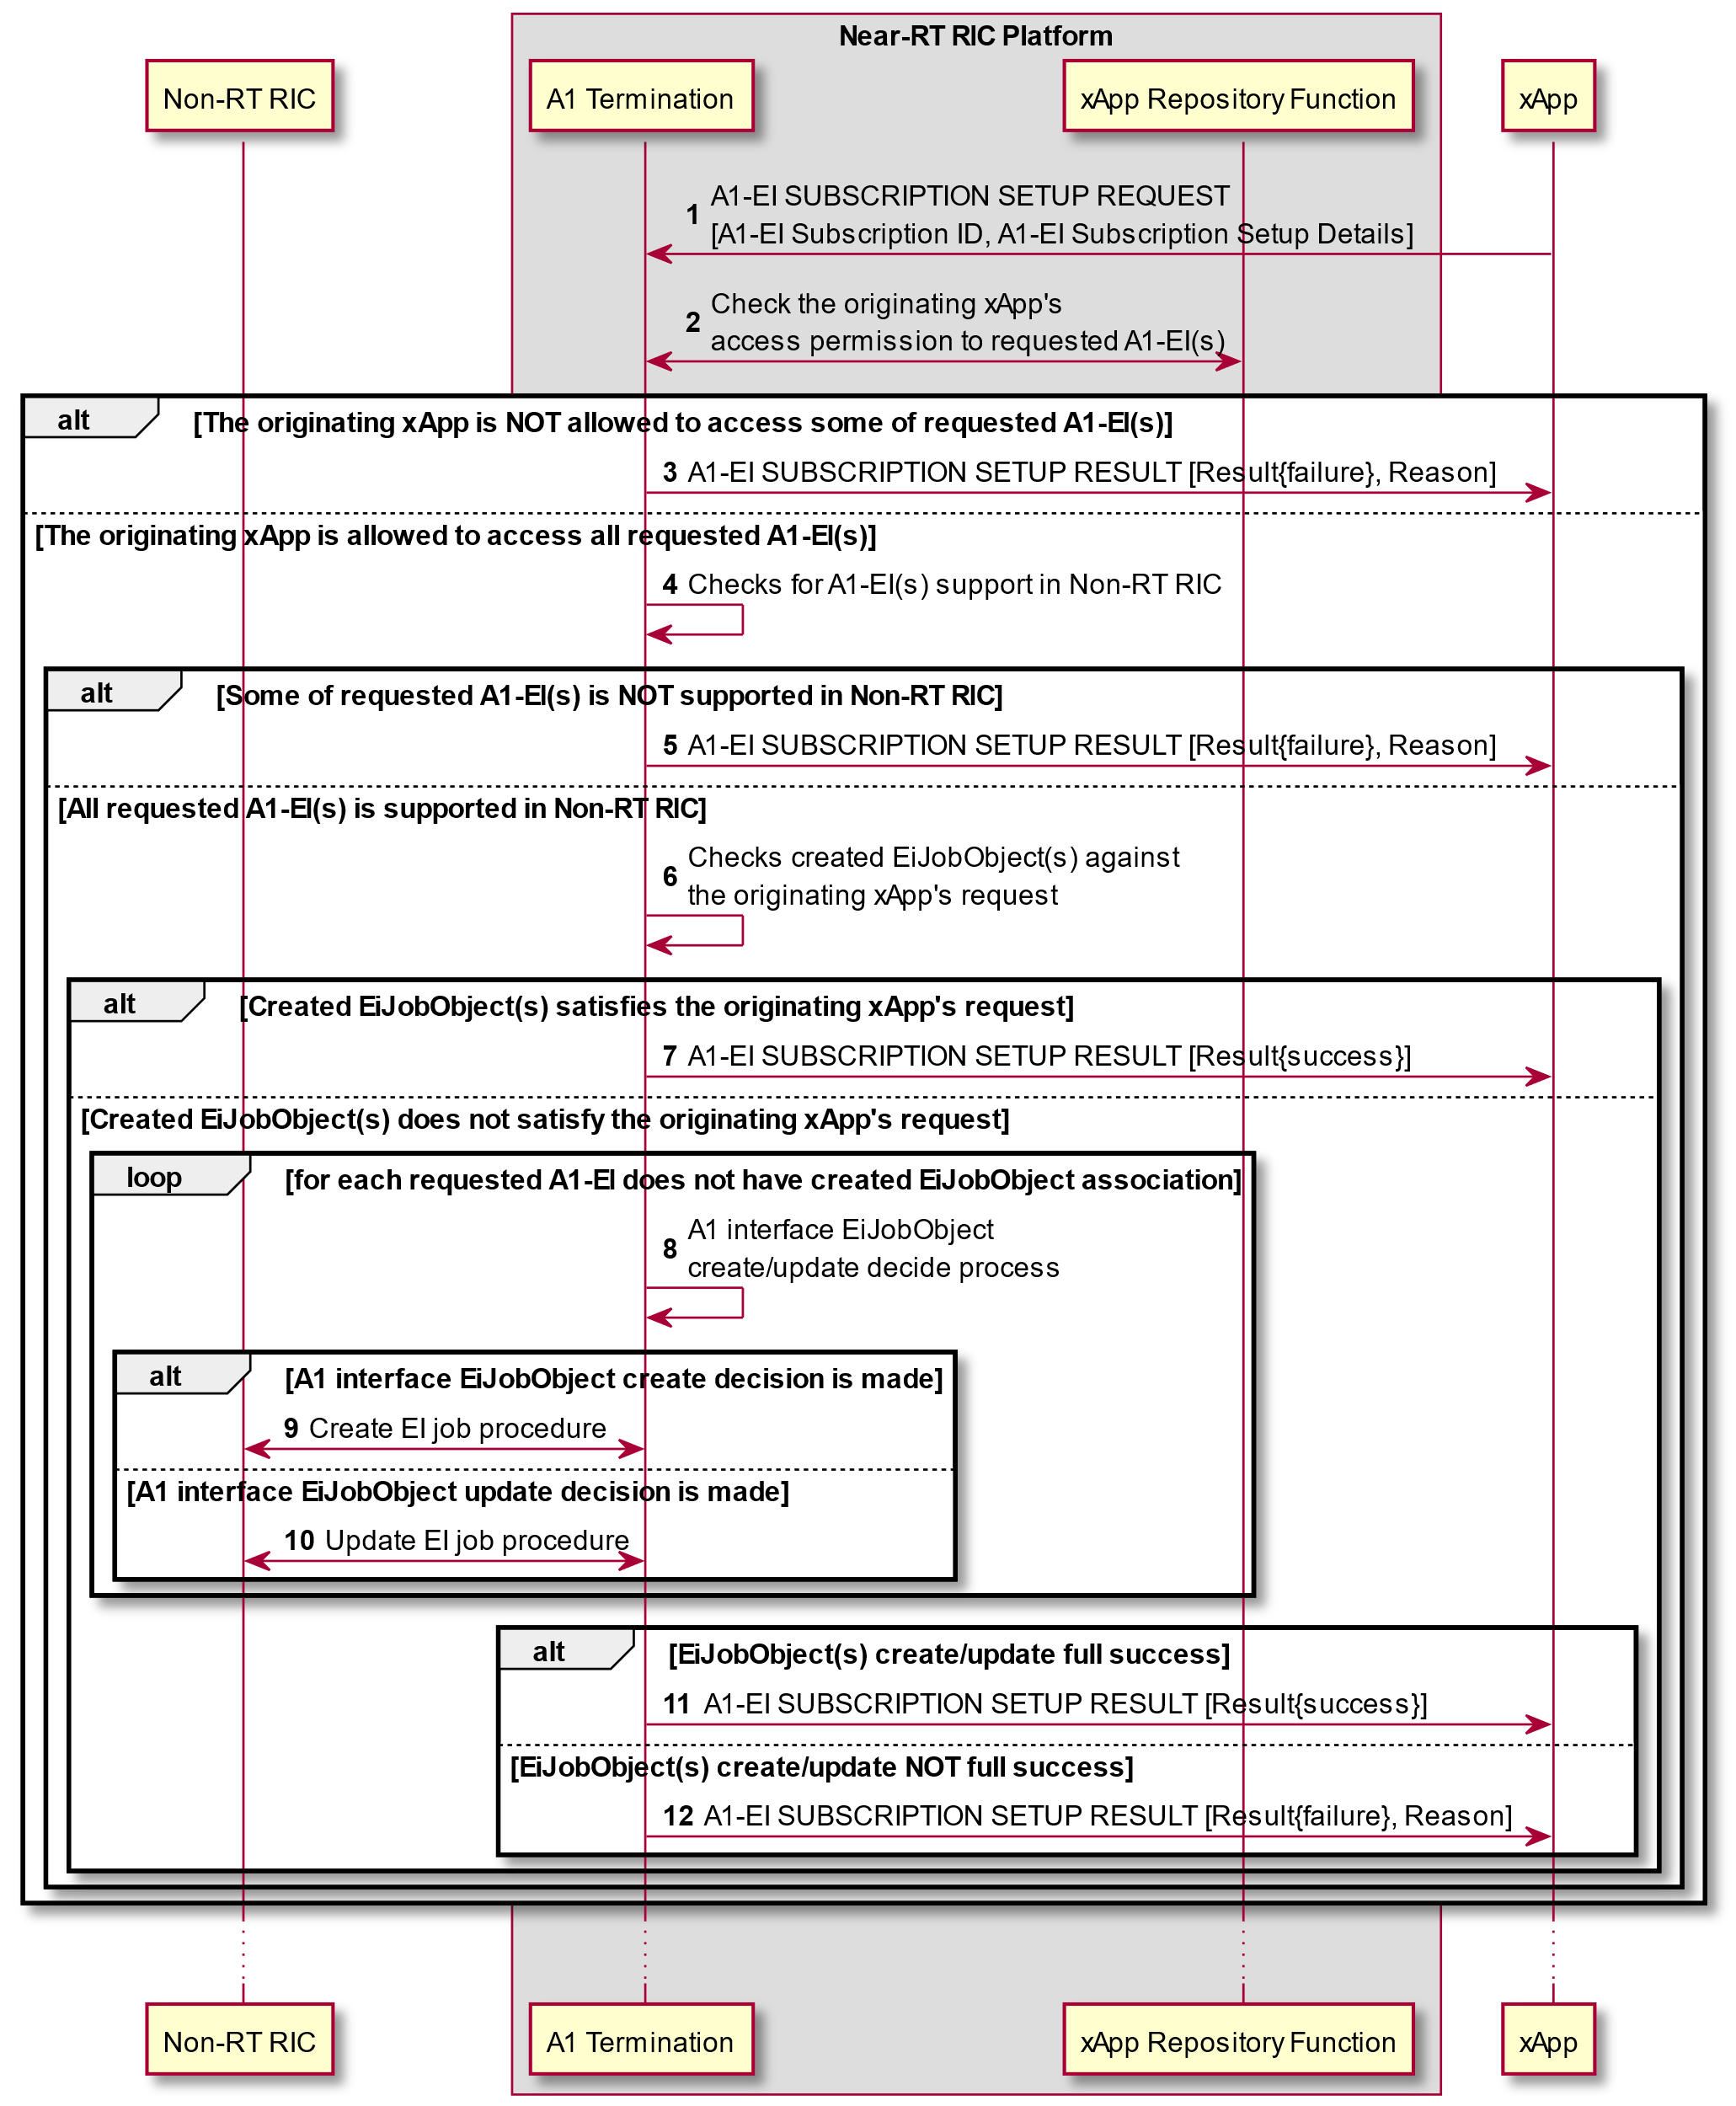 Near-RT RIC Platform
Non-RT RIC
A1 Termination
xApp Repository Function
xApp
A1-EI SUBSCRIPTION SETUP REQUEST
1
[A1-EI Subscription ID, A1-EI Subscription Setup Details]
Check the originating xApp's
2
access permission to requested A1-EI(s)
alt [The originating xApp is NOT allowed to access some of requested A1-EI(s)]
3 A1-EI SUBSCRIPTION SETUP RESULT [Result{failure}, Reason]
[The originating xApp is allowed to access all requested A1-EI(s)]
4 Checks for A1-EI(s) support in Non-RT RIC
alt [Some of requested A1-EI(s) is NOT supported in Non-RT RIC]
5 A1-EI SUBSCRIPTION SETUP RESULT [Result{failure}, Reason]
[All requested A1-EI(s) is supported in Non-RT RIC]
Checks created EiJobObject(s) against
6
the originating xApp's request
alt [Created EiJobObject(s) satisfies the originating xApp's request]
7 A1-EI SUBSCRIPTION SETUP RESULT [Result{success}]
[Created EiJobObject(s) does not satisfy the originating xApp's request]
loop [for each requested A1-EI does not have created EiJobObject association]
A1 interface EiJobObject
8
create/update decide process
alt [A1 interface EiJobObject create decision is made]
9 Create EI job procedure
[A1 interface EiJobObject update decision is made]
10 Update EI job procedure
alt [EiJobObject(s) create/update full success]
11 A1-EI SUBSCRIPTION SETUP RESULT [Result{success}]
[EiJobObject(s) create/update NOT full success]
12 A1-EI SUBSCRIPTION SETUP RESULT [Result{failure}, Reason]
Non-RT RIC
A1 Termination
xApp Repository Function
xApp